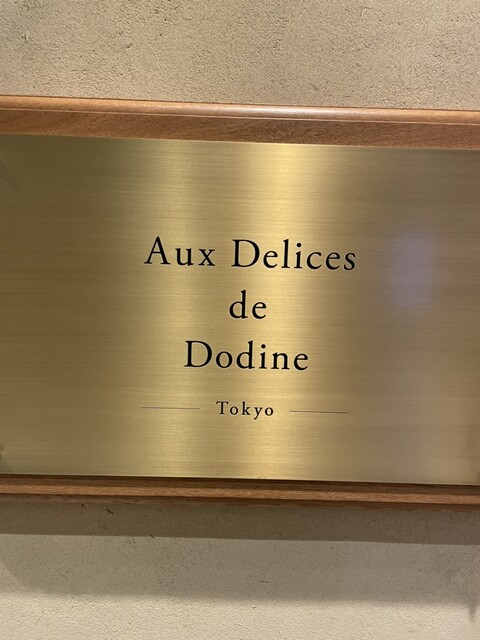 Aux Delices
de
Dodine
Tokyo